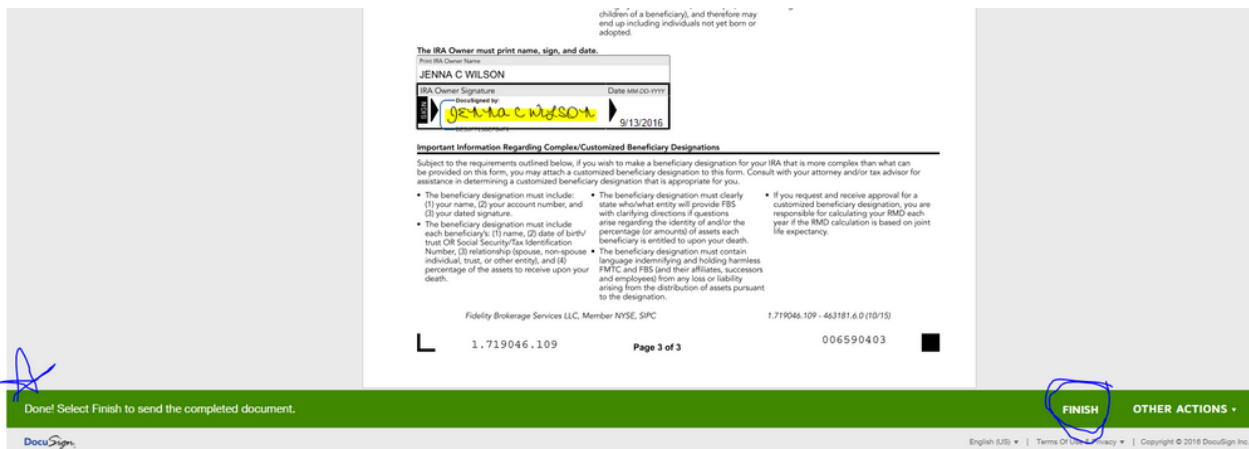 children of a beneficiary), and therefore may
end up including individuals not yet born or
adopted.
The IRA Owner must print name, sign, and date.
Print IRA Owner Name
JENNA C WILSON
IRA Owner Signature
Date MM-DD-YYYY
SIGN
DocuSigned by:
Jenna C Wilson
9/13/2016
Important Information Regarding Complex/Customized Beneficiary Designations
Subject to the requirements outlined below, if you wish to make a beneficiary designation for your IRA that is more complex than what can
be provided on this form, you may attach a customized beneficiary designation to this form. Consult with your attorney and/or tax advisor for
assistance in determining a customized beneficiary designation that is appropriate for you.
• The beneficiary designation must include:
(1) your name, (2) your account number, and
(3) your dated signature.
• The beneficiary designation must include
each beneficiary's: (1) name, (2) date of birth/
trust OR Social Security/Tax Identification
Number, (3) relationship (spouse, non-spouse
individual, trust, or other entity), and (4)
percentage of the assets to receive upon your
death.
• The beneficiary designation must clearly
state who/what entity will provide FBS
with clarifying directions if questions
arise regarding the identity of and/or the
percentage (or amounts) of assets each
beneficiary is entitled to upon your death.
• The beneficiary designation must contain
language indemnifying and holding harmless
FMTC and FBS (and their affiliates, successors
and employees) from any loss or liability
arising from the distribution of assets pursuant
to the designation.
• If you request and receive approval for a
customized beneficiary designation, you are
responsible for calculating your RMD each
year if the RMD calculation is based on joint
life expectancy.
Fidelity Brokerage Services LLC, Member NYSE, SIPC
1.719046.109 - 463181.6.0 (10/15)
1.719046.109
Page 3 of 3
006590403
Done! Select Finish to send the completed document.
FINISH
OTHER ACTIONS
DocuSign
English (US) | Terms Of Use & Privacy | Copyright © 2016 DocuSign Inc.